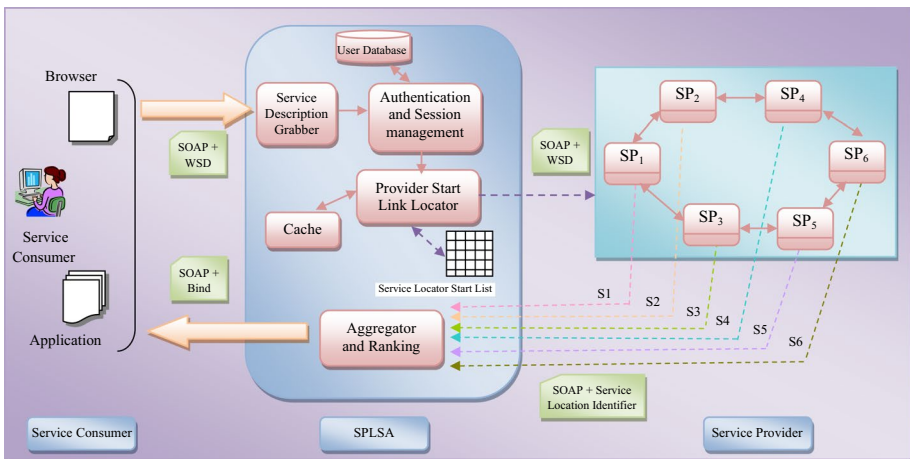 Browser
Service
Consumer
Application
SOAP +
WSD
SOAP +
Bind
User Database
Service
Description
Grabber
Authentication
and Session
management
Provider Start
Link Locator
Cache
Service Locator Start List
Aggregator
and Ranking
SOAP +
WSD
SP1
SP2
SP3
SP4
SP5
SP6
S1
S2
S3
S4
S5
S6
SOAP + Service
Location Identifier
Service Consumer
SPLSA
Service Provider